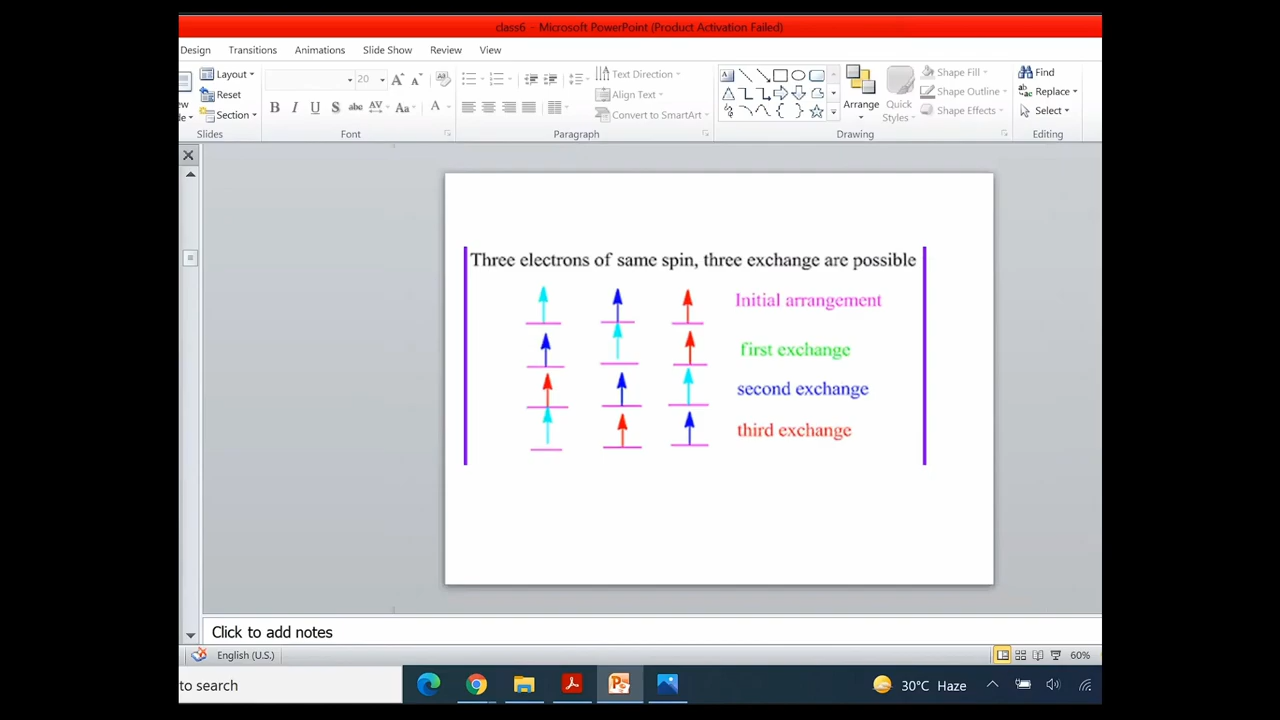 class6 - Microsoft PowerPoint (Product Activation Failed)
Design Transitions Animations Slide Show Review View
Layout 20 Text Direction Shape Fill Find
Reset Align Text Arrange Quick Styles Shape Outline Replace
Section B I U S abc AV Aa A Convert to SmartArt Shape Effects Select
Slides Font Paragraph Drawing Editing
Three electrons of same spin, three exchange are possible
Initial arrangement
first exchange
second exchange
third exchange
Click to add notes
English (U.S.) 60%
to search 30°C Haze